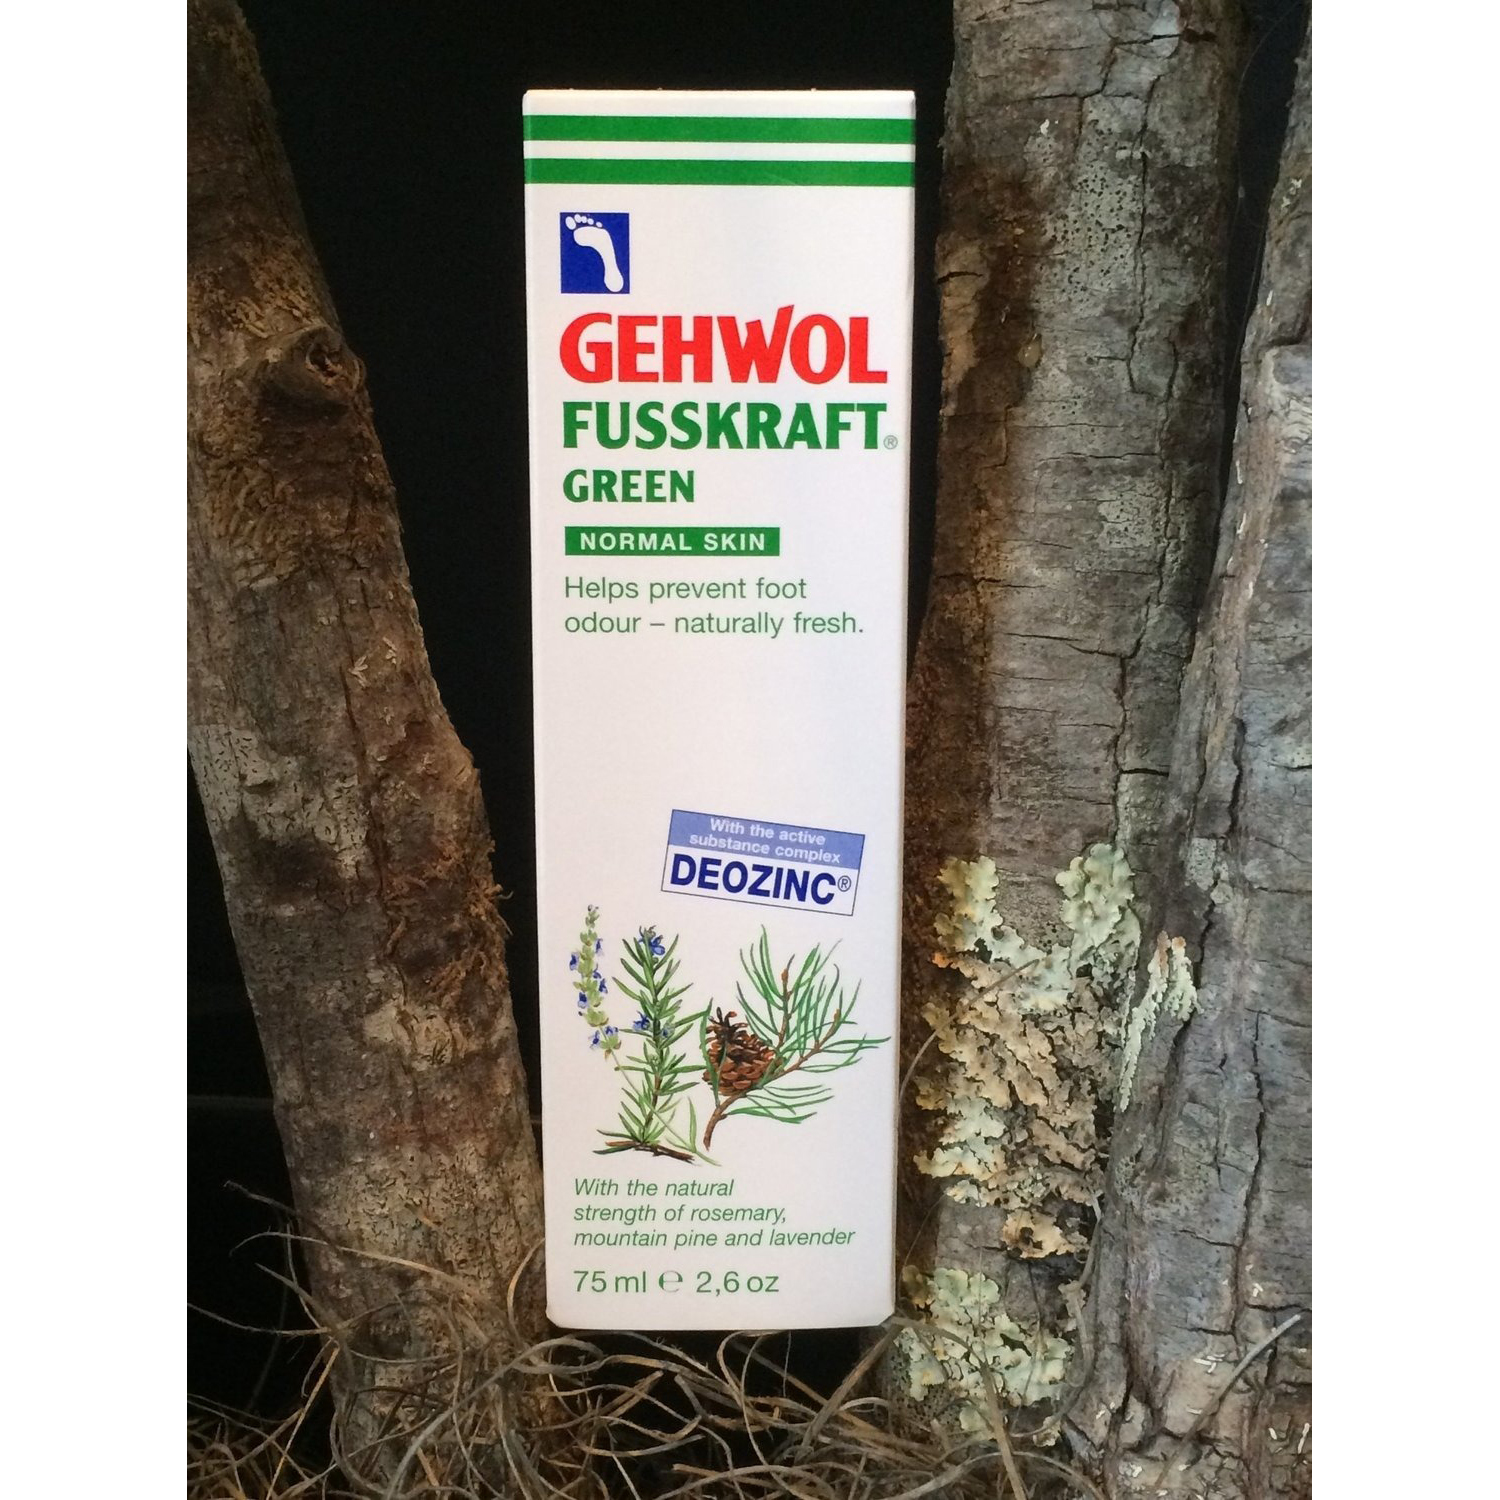 GEHWOL
FUSSKRAFT®
GREEN
NORMAL SKIN
Helps prevent foot
odour – naturally fresh.
With the active
substance complex
DEOZINC®
With the natural
strength of rosemary,
mountain pine and lavender
75 ml ℮ 2,6 oz